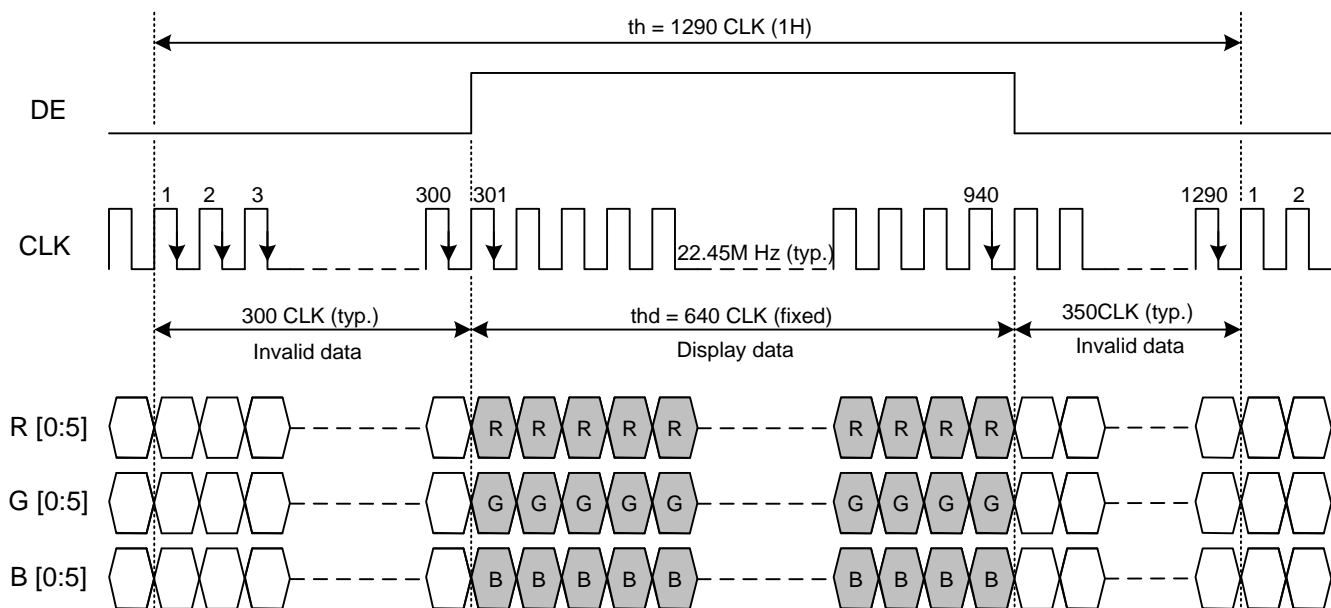 th = 1290 CLK (1H)
DE
1 2 3 300 301 940 1290 1 2
CLK
22.45M Hz (typ.)
300 CLK (typ.) thd = 640 CLK (fixed) 350CLK (typ.)
Invalid data Display data Invalid data
R [0:5] R R R R R R R R R
G [0:5] G G G G G G G G G
B [0:5] B B B B B B B B B